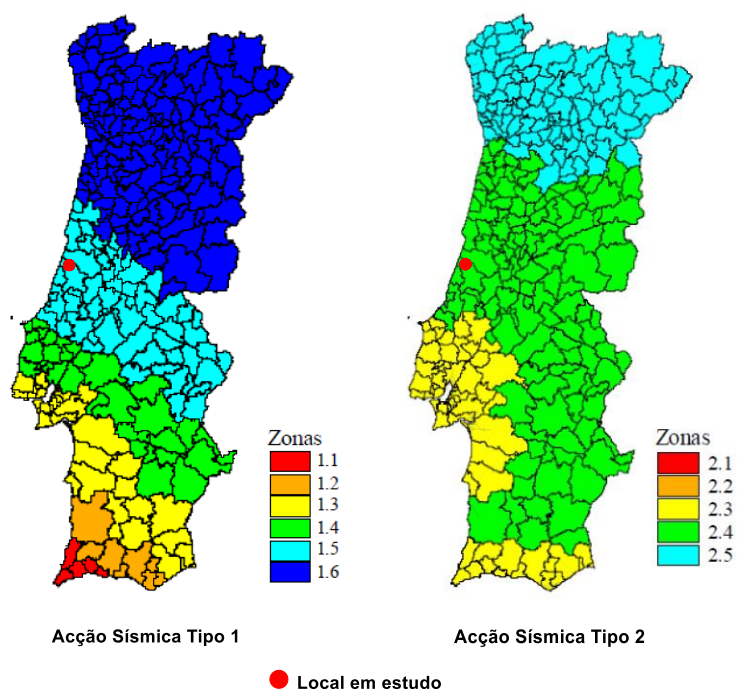 Zonas
1.1
1.2
1.3
1.4
1.5
1.6
Zonas
2.1
2.2
2.3
2.4
2.5
Acção Sísmica Tipo 1
Acção Sísmica Tipo 2
Local em estudo